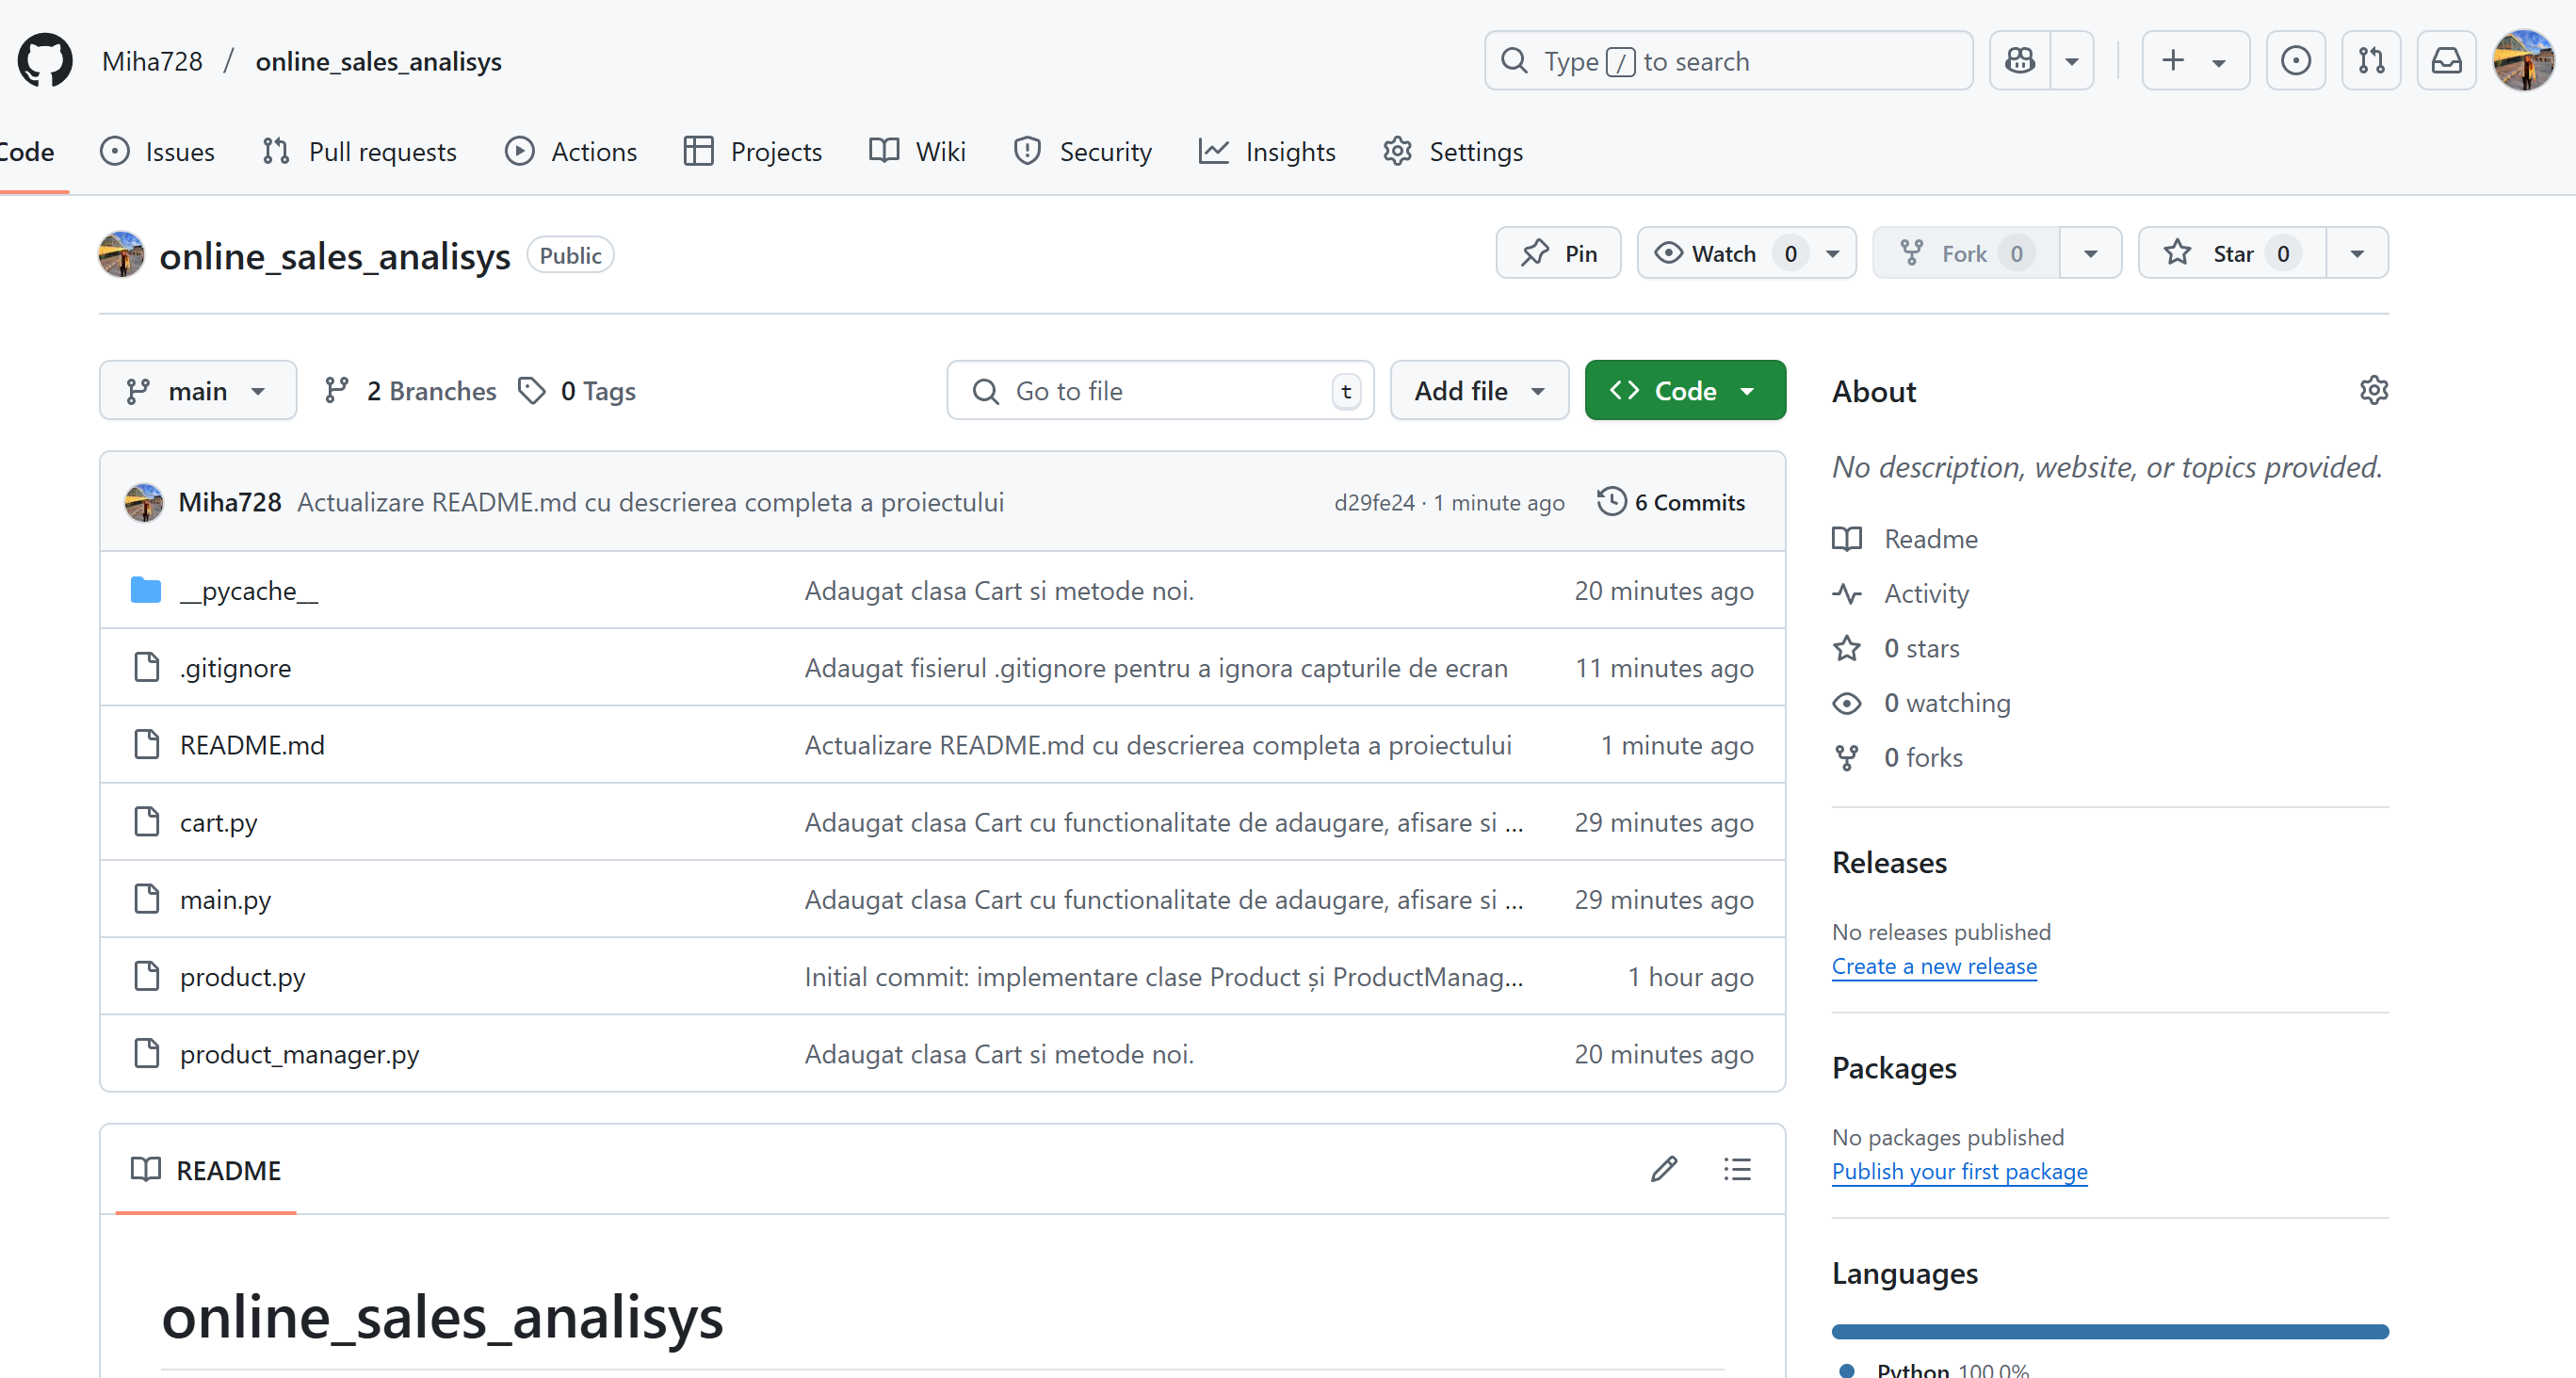 Miha728 / online_sales_analisys
Type / to search
Code Issues Pull requests Actions Projects Wiki Security Insights Settings
online_sales_analisys Public
Pin Watch 0 Fork 0 Star 0
main 2 Branches 0 Tags
Go to file t Add file Code
Miha728 Actualizare README.md cu descrierea completa a proiectului d29fe24 · 1 minute ago 6 Commits
__pycache__ Adaugat clasa Cart si metode noi. 20 minutes ago
.gitignore Adaugat fisierul .gitignore pentru a ignora capturile de ecran 11 minutes ago
README.md Actualizare README.md cu descrierea completa a proiectului 1 minute ago
cart.py Adaugat clasa Cart cu functionalitate de adaugare, afisare si ... 29 minutes ago
main.py Adaugat clasa Cart cu functionalitate de adaugare, afisare si ... 29 minutes ago
product.py Initial commit: implementare clase Product și ProductManag... 1 hour ago
product_manager.py Adaugat clasa Cart si metode noi. 20 minutes ago
README
online_sales_analisys
About
No description, website, or topics provided.
Readme
Activity
0 stars
0 watching
0 forks
Releases
No releases published
Create a new release
Packages
No packages published
Publish your first package
Languages
Python 100.0%